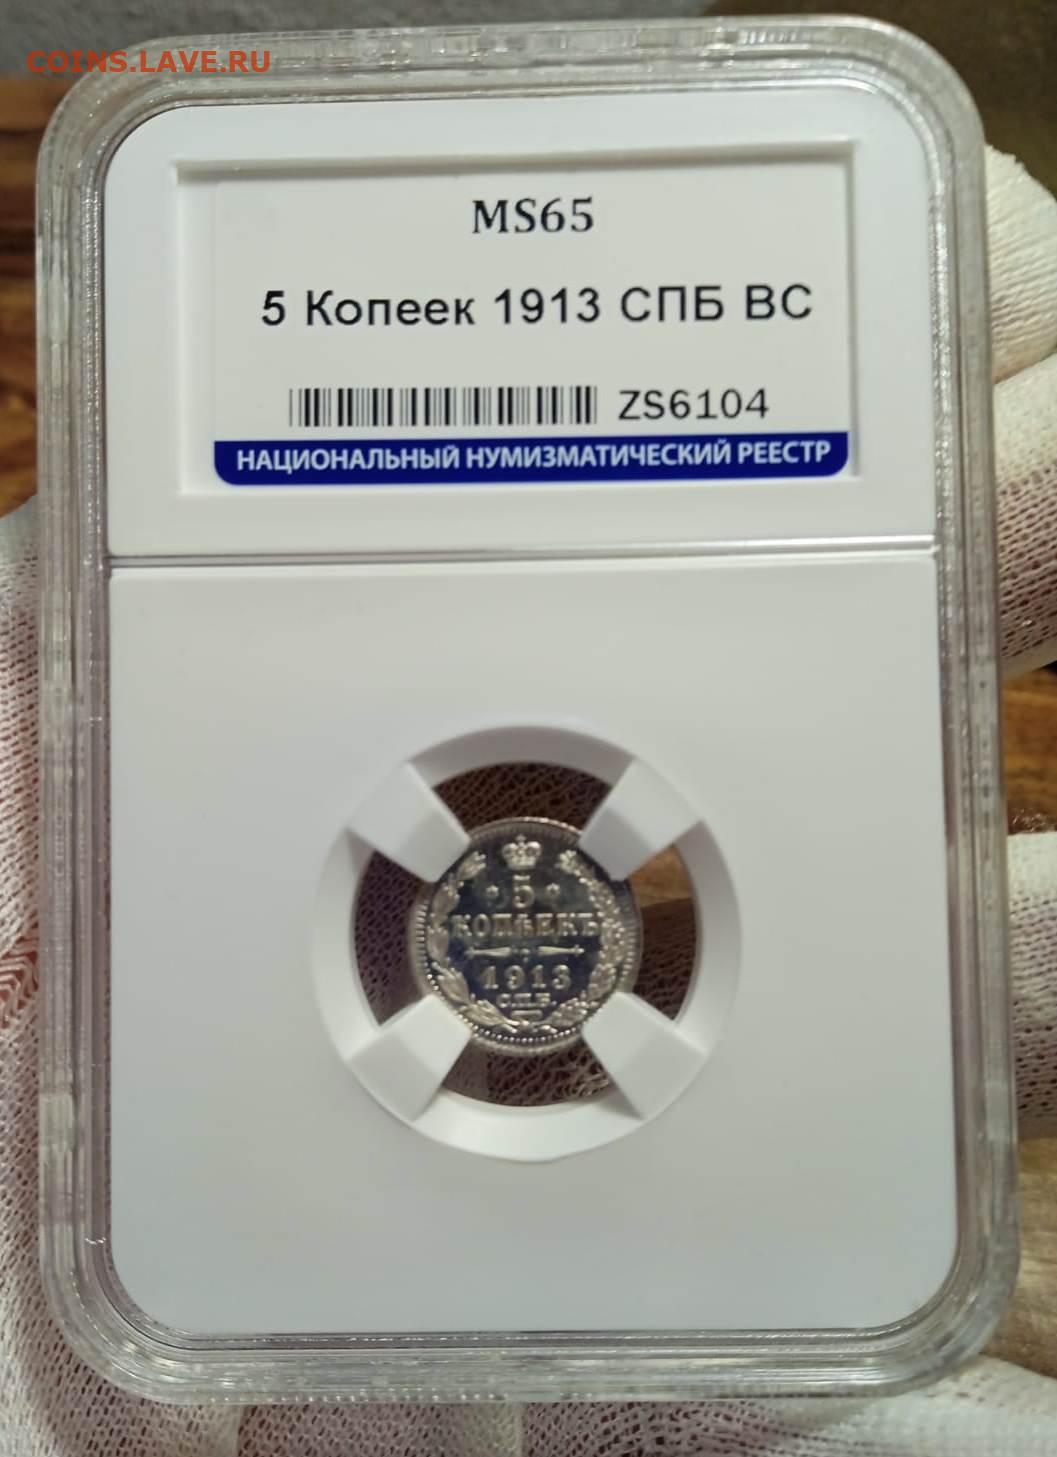 COINS.LAVE.RU
MS65
5 Копеек 1913 СПБ ВС
ZS6104
НАЦИОНАЛЬНЫЙ НУМИЗМАТИЧЕСКИЙ РЕЕСТР
5
КОПѢЕКЪ
1913
С.П.Б.